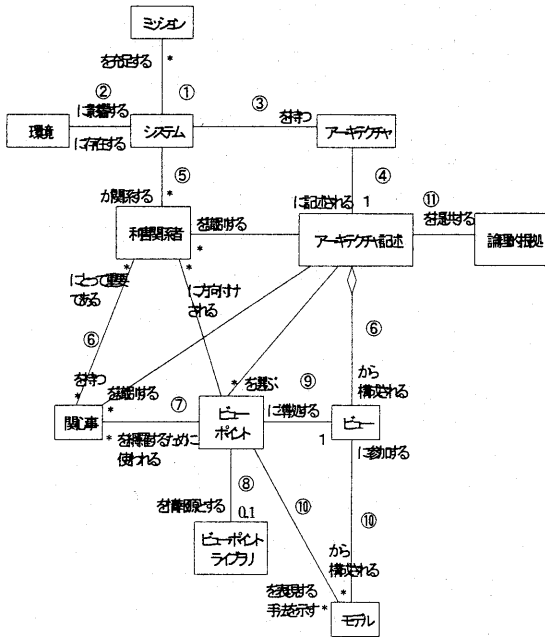 ミッション
を充足する *
② ① ③
に影響する
を持つ
環境
システム
アーキテクチャ
に存在する
⑤ ④
が関係する *
に記述される 1
⑪
を提供する
利害関係者
を識別する
*
アーキテクチャ記述
論理的根拠
*
にとって重要
である
*
に方向付け
される
⑥
⑥
から
構成される
*
を持つ
を識別する
*
* を選ぶ
⑦
⑨
関心事
ビュー
ポイント
に準拠する
ビュー
* を網羅するために
使われる
1
に参加する
⑧
を情報源とする
0.1
⑩
⑩
ビューポイント
ライブラリ
から
構成される
を表現する
手法を示す *
*
モデル